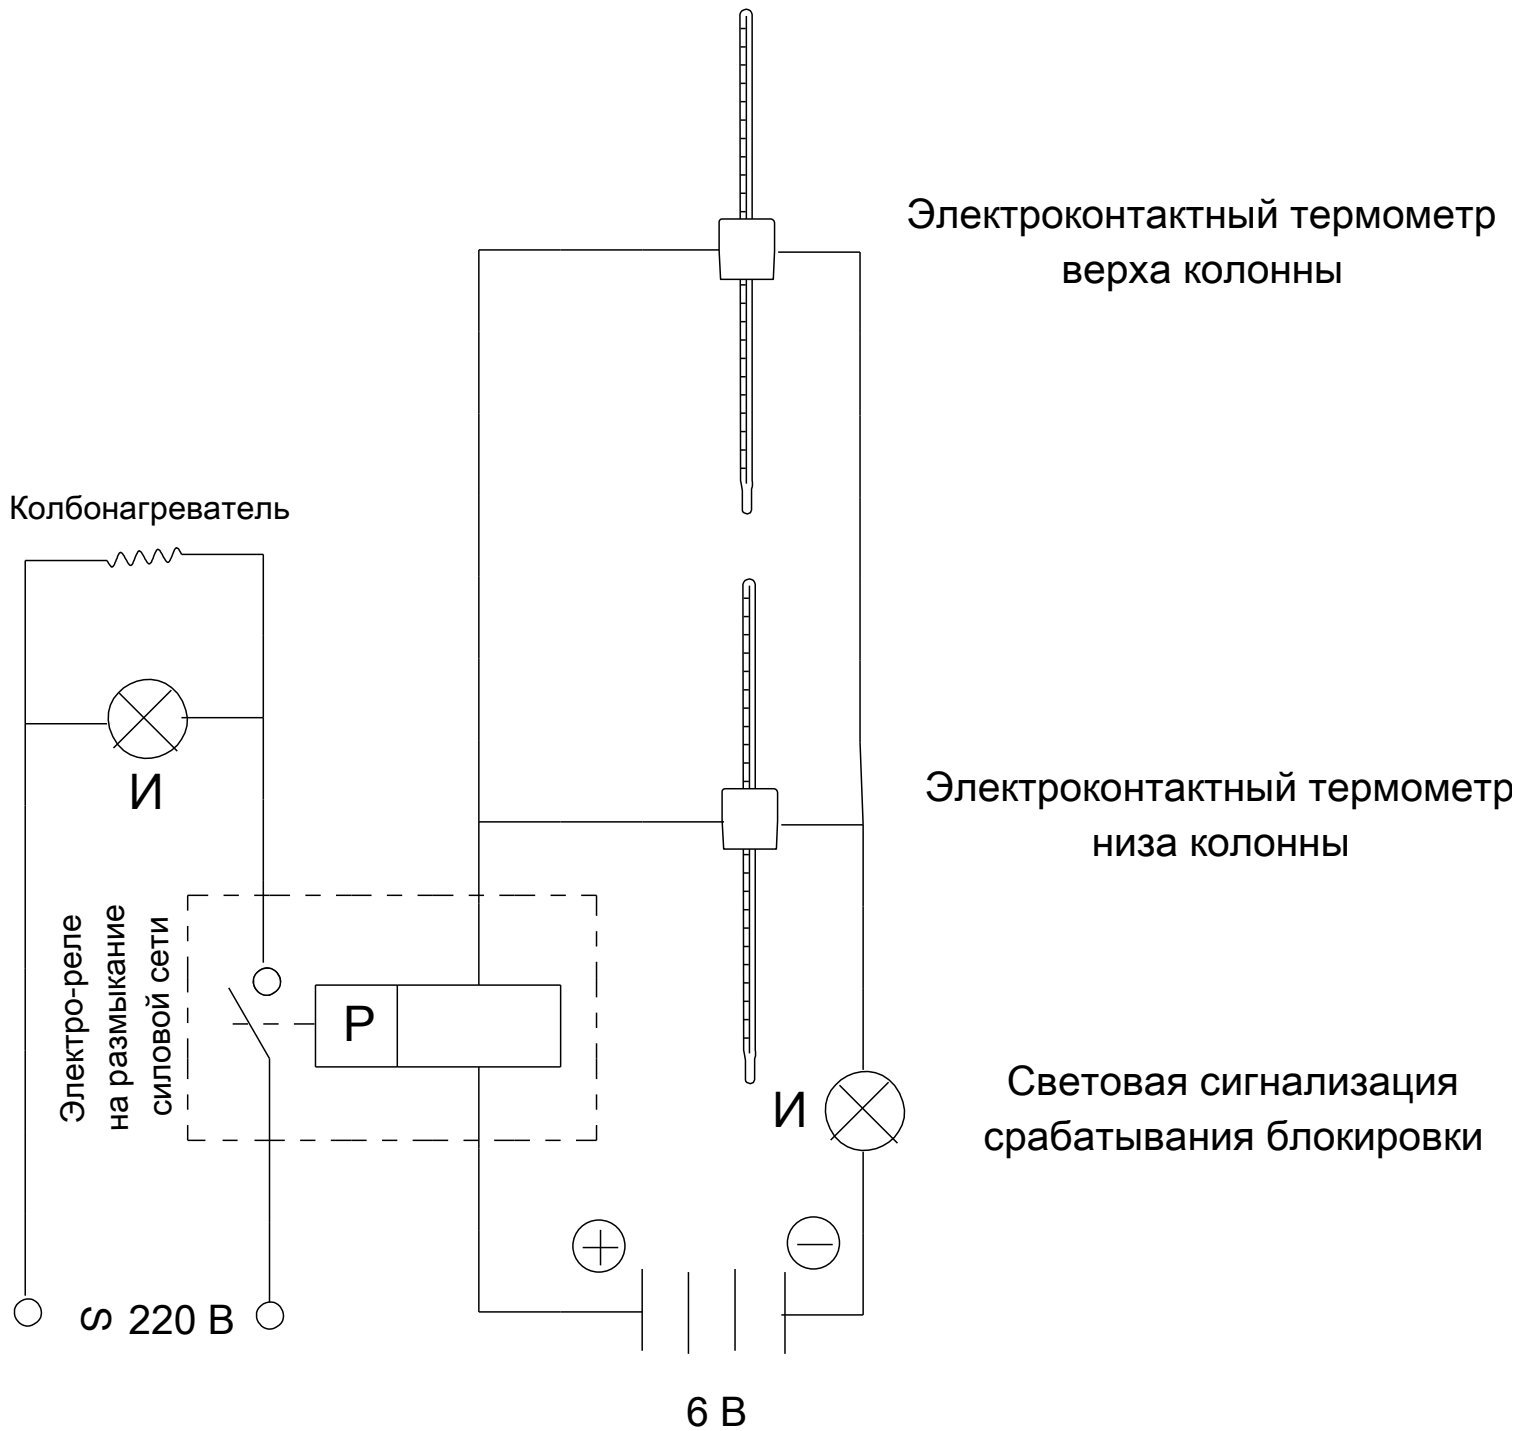 Электроконтактный термометр
верха колонны
Колбонагреватель
И
Электроконтактный термометр
низа колонны
Электро-реле
на размыкание
силовой сети
Р
И
Световая сигнализация
срабатывания блокировки
+
−
~ 220 В
6 В